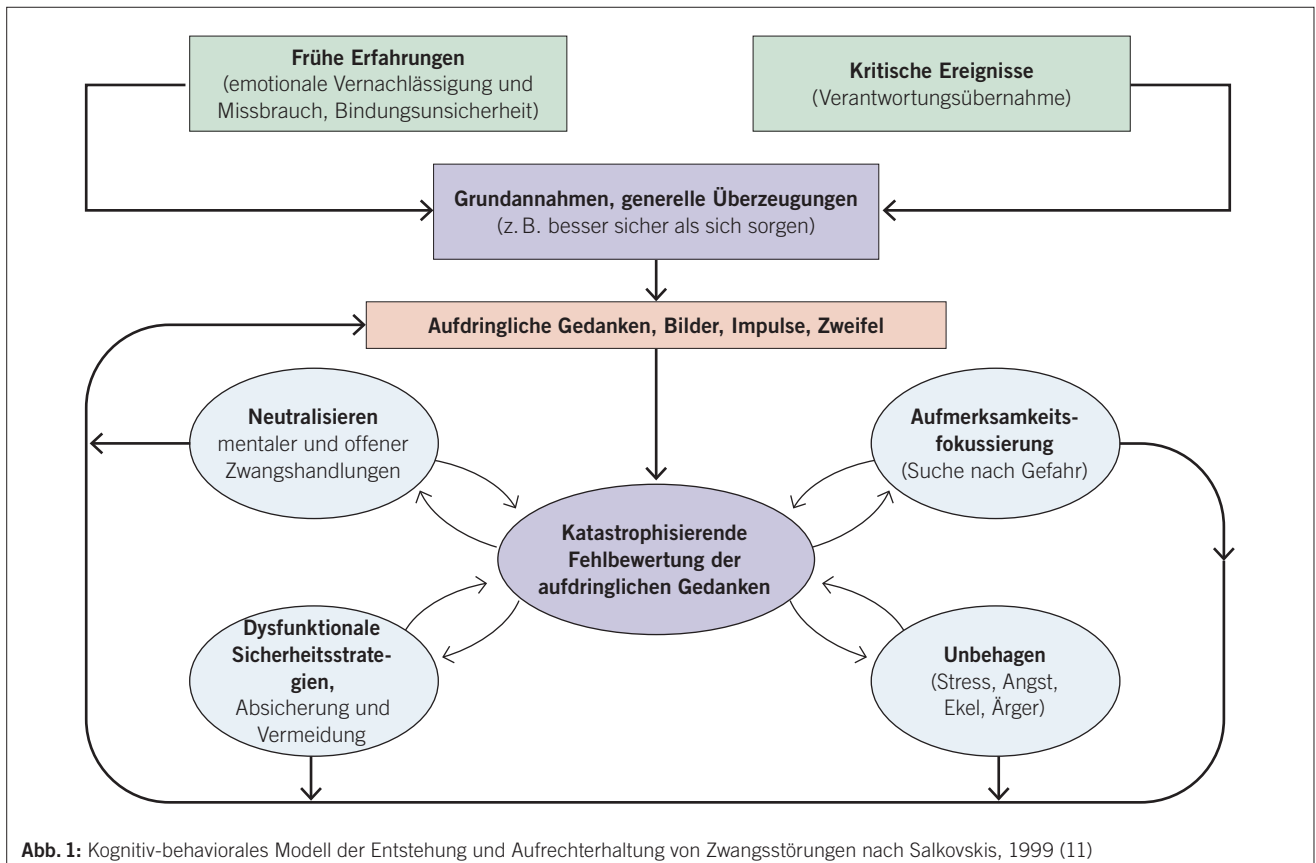 Frühe Erfahrungen
(emotionale Vernachlässigung und
Missbrauch, Bindungsunsicherheit)
Kritische Ereignisse
(Verantwortungsübernahme)
Grundannahmen, generelle Überzeugungen
(z. B. besser sicher als sich sorgen)
Aufdringliche Gedanken, Bilder, Impulse, Zweifel
Neutralisieren
mentaler und offener
Zwangshandlungen
Aufmerksamkeits-
fokussierung
(Suche nach Gefahr)
Katastrophisierende
Fehlbewertung der
aufdringlichen Gedanken
Dysfunktionale
Sicherheitsstrate-
gien,
Absicherung und
Vermeidung
Unbehagen
(Stress, Angst,
Ekel, Ärger)
Abb. 1: Kognitiv-behaviorales Modell der Entstehung und Aufrechterhaltung von Zwangsstörungen nach Salkovskis, 1999 (11)